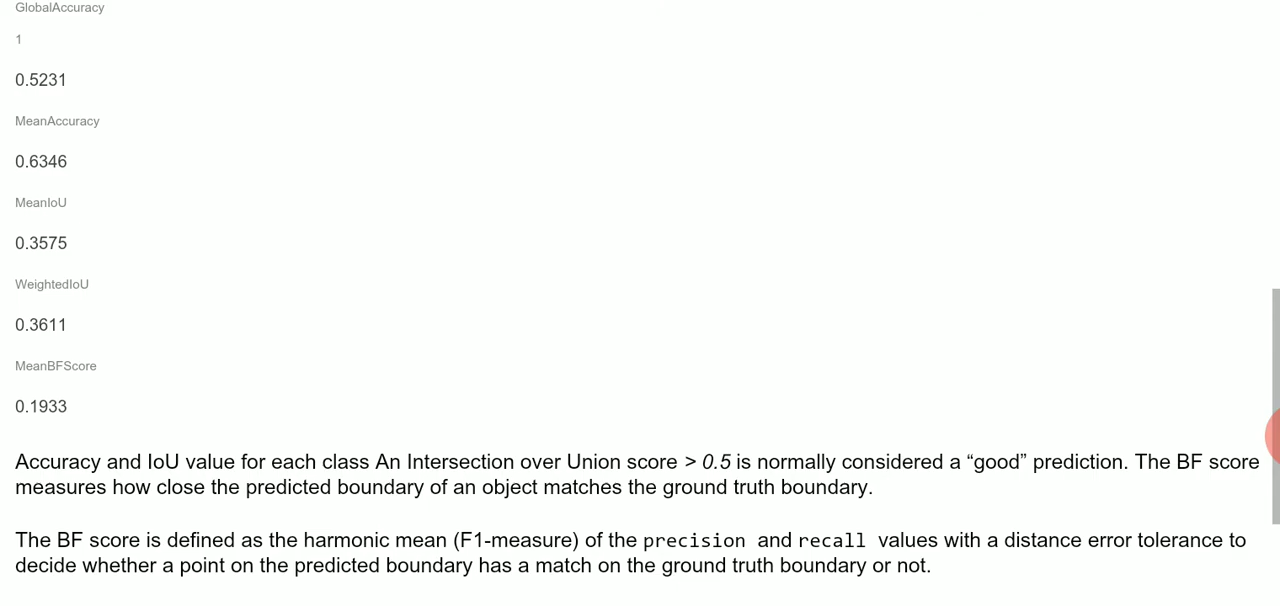 GlobalAccuracy
1
0.5231
MeanAccuracy
0.6346
MeanIoU
0.3575
WeightedIoU
0.3611
MeanBFScore
0.1933
Accuracy and IoU value for each class An Intersection over Union score > 0.5 is normally considered a “good” prediction. The BF score
measures how close the predicted boundary of an object matches the ground truth boundary.
The BF score is defined as the harmonic mean (F1-measure) of the precision and recall values with a distance error tolerance to
decide whether a point on the predicted boundary has a match on the ground truth boundary or not.